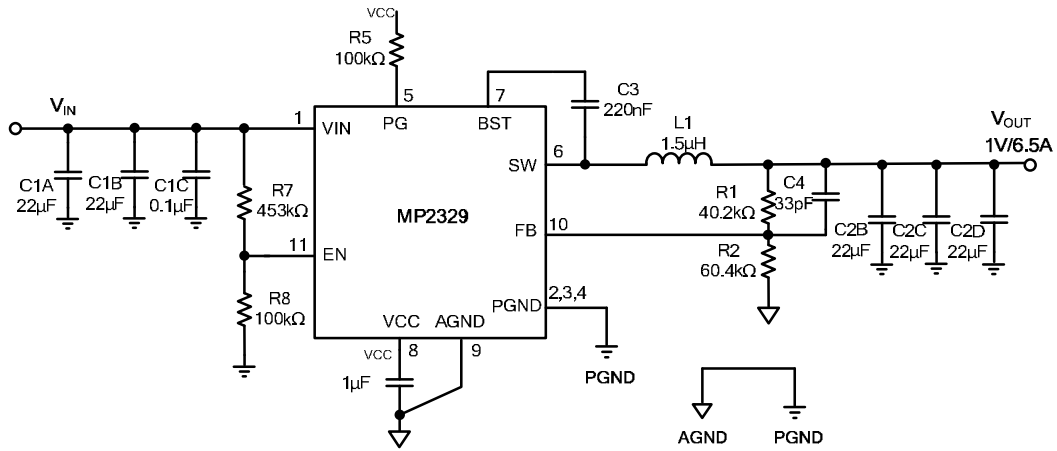 VCC
R5
100kΩ
5
7
C3
220nF
VIN
1
VIN
PG
BST
L1
1.5µH
VOUT
1V/6.5A
6
SW
C1A
22µF
C1B
22µF
C1C
0.1µF
R7
453kΩ
MP2329
R1
40.2kΩ
C4
33pF
10
FB
C2B
22µF
C2C
22µF
C2D
22µF
11
EN
R2
60.4kΩ
R8
100kΩ
2,3,4
PGND
VCC
AGND
VCC
8
9
1µF
PGND
AGND
PGND